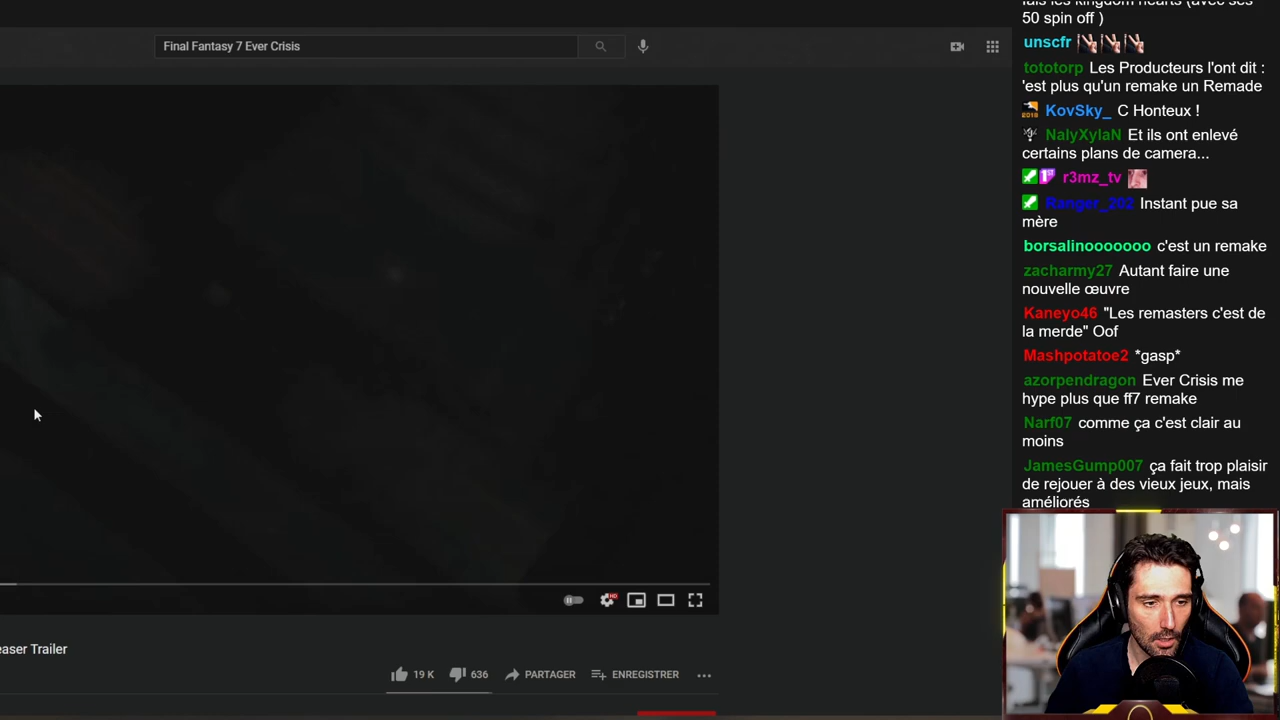 Final Fantasy 7 Ever Crisis
fais les kingdom hearts (avec ses
50 spin off )
unscfr
tototorp Les Producteurs l'ont dit :
'est plus qu'un remake un Remade
2019 KovSky_ C Honteux !
NalyXylaN Et ils ont enlevé
certains plans de camera...
1ST r3mz_tv
Ranger_202 Instant pue sa
mère
borsalinooooooo c'est un remake
zacharmy27 Autant faire une
nouvelle œuvre
Kaneyo46 "Les remasters c'est de
la merde" Oof
Mashpotatoe2 *gasp*
azorpendragon Ever Crisis me
hype plus que ff7 remake
Narf07 comme ça c'est clair au
moins
JamesGump007 ça fait trop plaisir
de rejouer à des vieux jeux, mais
améliorés
HD
easer Trailer
19 K 636 PARTAGER ENREGISTRER